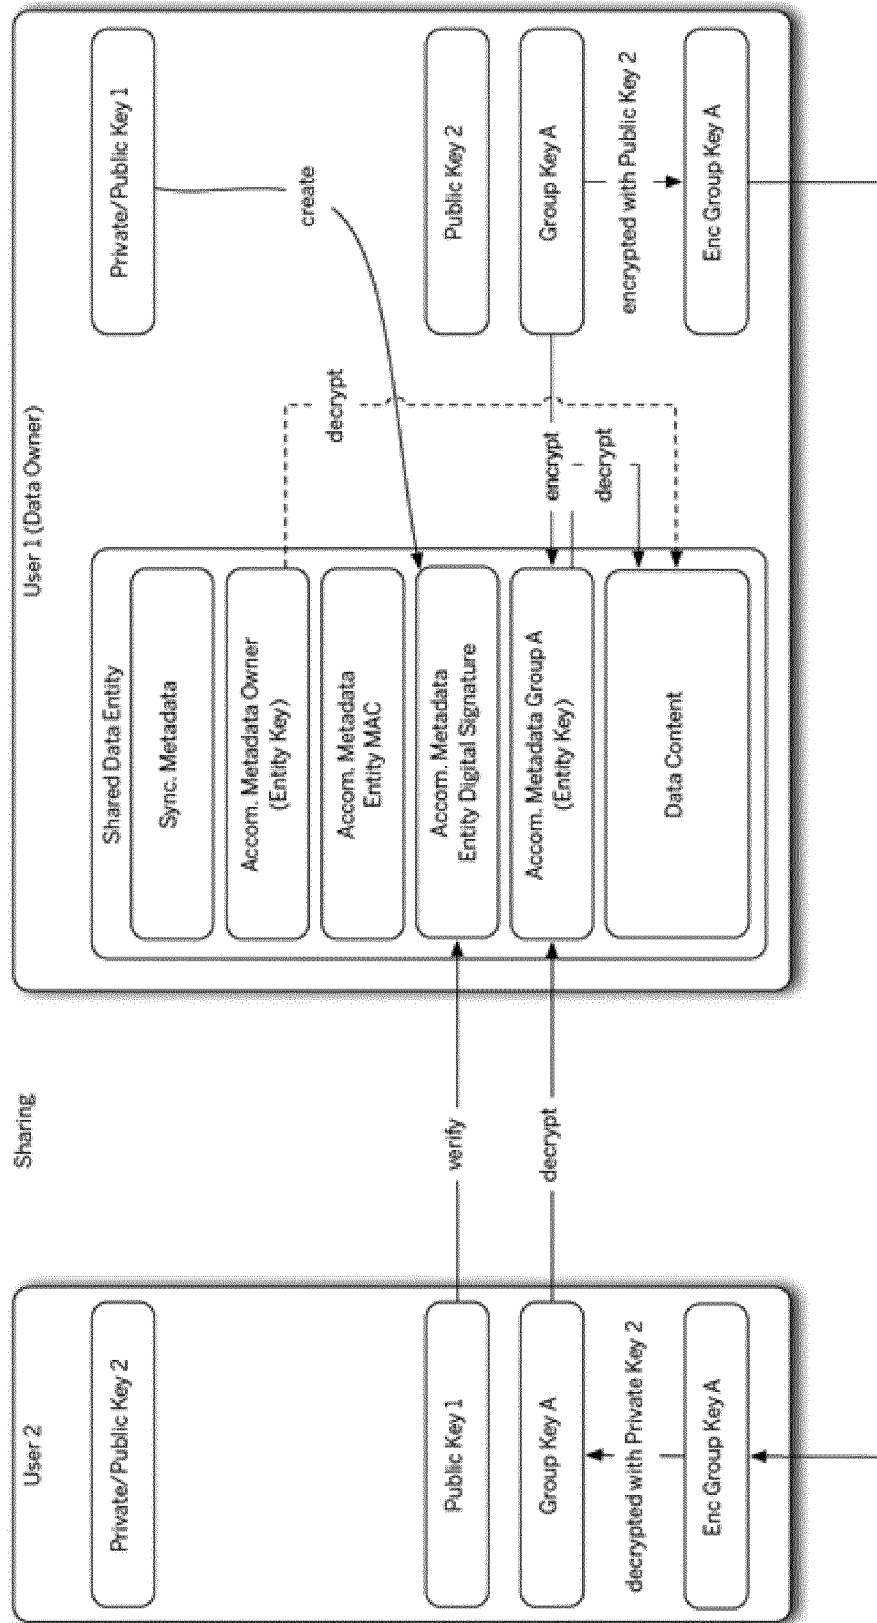 Sharing
User 2
Private/Public Key 2
Public Key 1
Group Key A
decrypted with Private Key 2
Enc Group Key A
verify
decrypt
User 1 (Data Owner)
Shared Data Entity
Sync. Metadata
Accom. Metadata Owner
(Entity Key)
Accom. Metadata
Entity MAC
Accom. Metadata
Entity Digital Signature
Accom. Metadata Group A
(Entity Key)
Data Content
decrypt
encrypt
decrypt
create
Private/Public Key 1
Public Key 2
Group Key A
encrypted with Public Key 2
Enc Group Key A